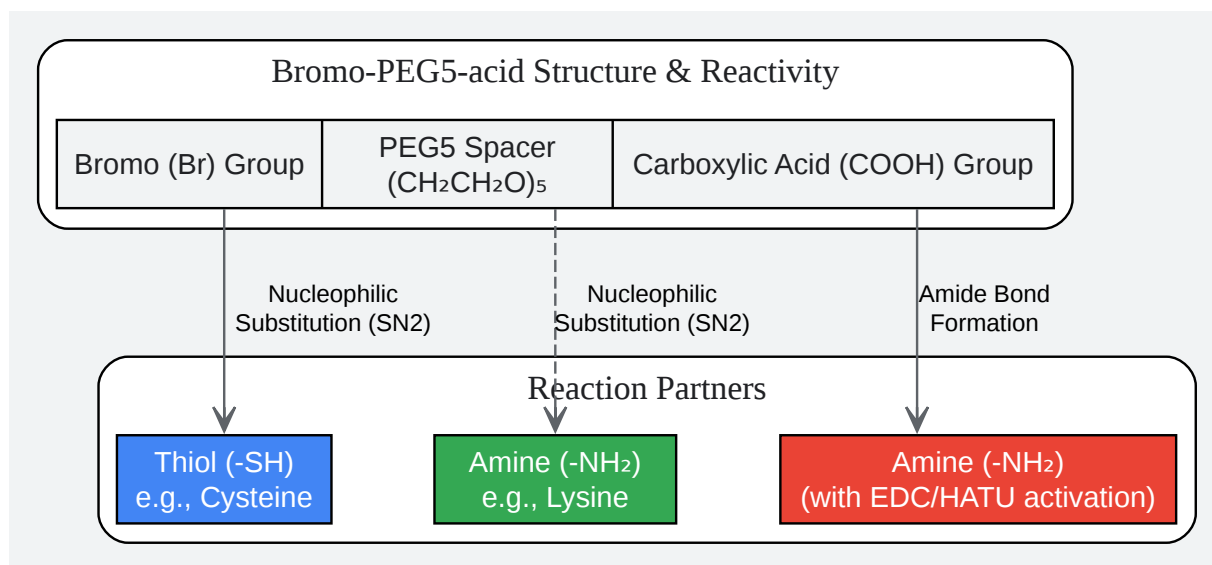 Bromo-PEG5-acid Structure & Reactivity
Bromo (Br) Group
PEG5 Spacer
(CH₂CH₂O)₅
Carboxylic Acid (COOH) Group
Nucleophilic
Substitution (SN2)
Nucleophilic
Substitution (SN2)
Amide Bond
Formation
Reaction Partners
Thiol (-SH)
e.g., Cysteine
Amine (-NH₂)
e.g., Lysine
Amine (-NH₂)
(with EDC/HATU activation)